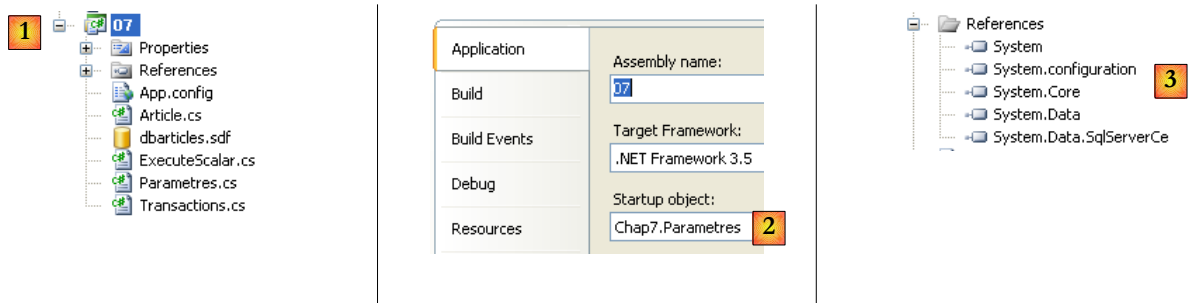 1
07
Properties
References
App.config
Article.cs
dbarticles.sdf
ExecuteScalar.cs
Parametres.cs
Transactions.cs
Application
Build
Build Events
Debug
Resources
Assembly name:
07
Target Framework:
.NET Framework 3.5
Startup object:
Chap7.Parametres
2
References
System
System.configuration
System.Core
System.Data
System.Data.SqlServerCe
3